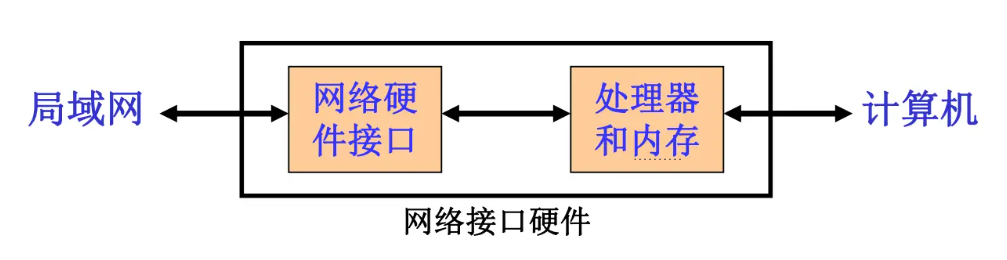 局域网
网络硬
件接口
处理器
和内存
计算机
网络接口硬件